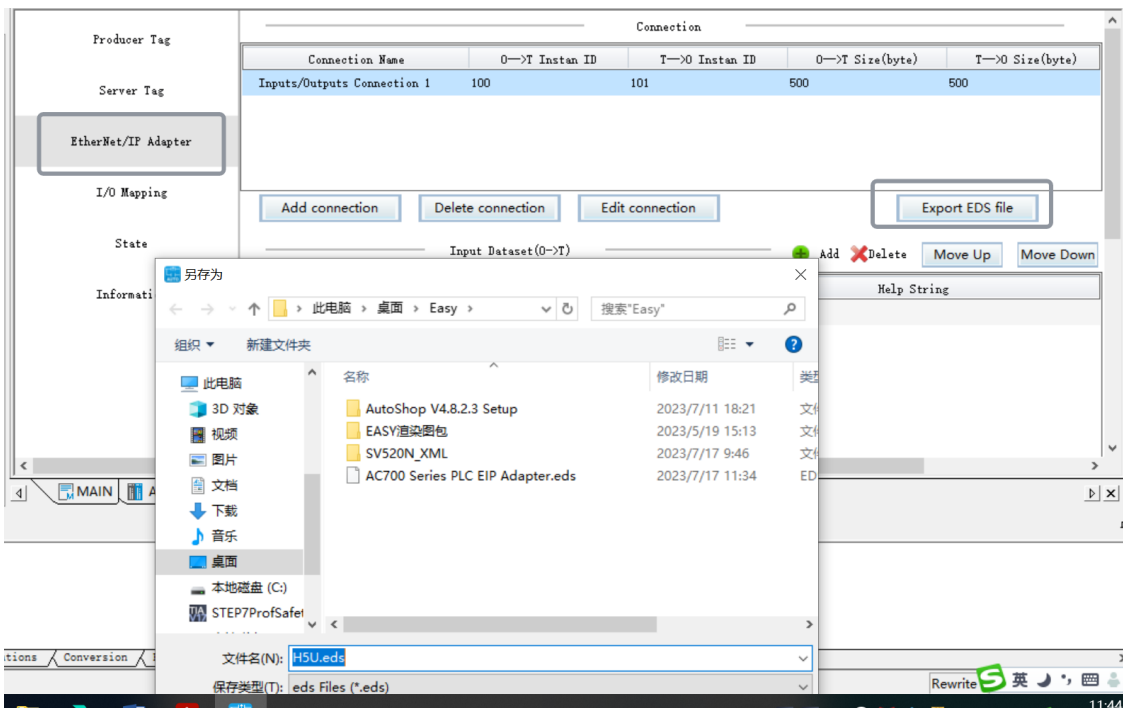 Connection
Producer Tag
Connection Name O—>T Instan ID T—>O Instan ID O—>T Size(byte) T—>O Size(byte)
Inputs/Outputs Connection 1 100 101 500 500
Server Tag
EtherNet/IP Adapter
I/O Mapping
Add connection Delete connection Edit connection Export EDS file
State
Input Dataset(O->T) Add Delete Move Up Move Down
Informati
Help String
另存为
此电脑 > 桌面 > Easy > 搜索"Easy"
组织 新建文件夹
此电脑
3D 对象
视频
图片
文档
下载
音乐
桌面
本地磁盘 (C:)
STEP7ProfSafet
名称 修改日期
AutoShop V4.8.2.3 Setup 2023/7/11 18:21
EASY渲染图包 2023/5/19 15:13
SV520N_XML 2023/7/17 9:46
AC700 Series PLC EIP Adapter.eds 2023/7/17 11:34 ED
MAIN A
文件名(N): H5U.eds
保存类型(T): eds Files (*.eds)
tions Conversion
Rewrite 英
11:44